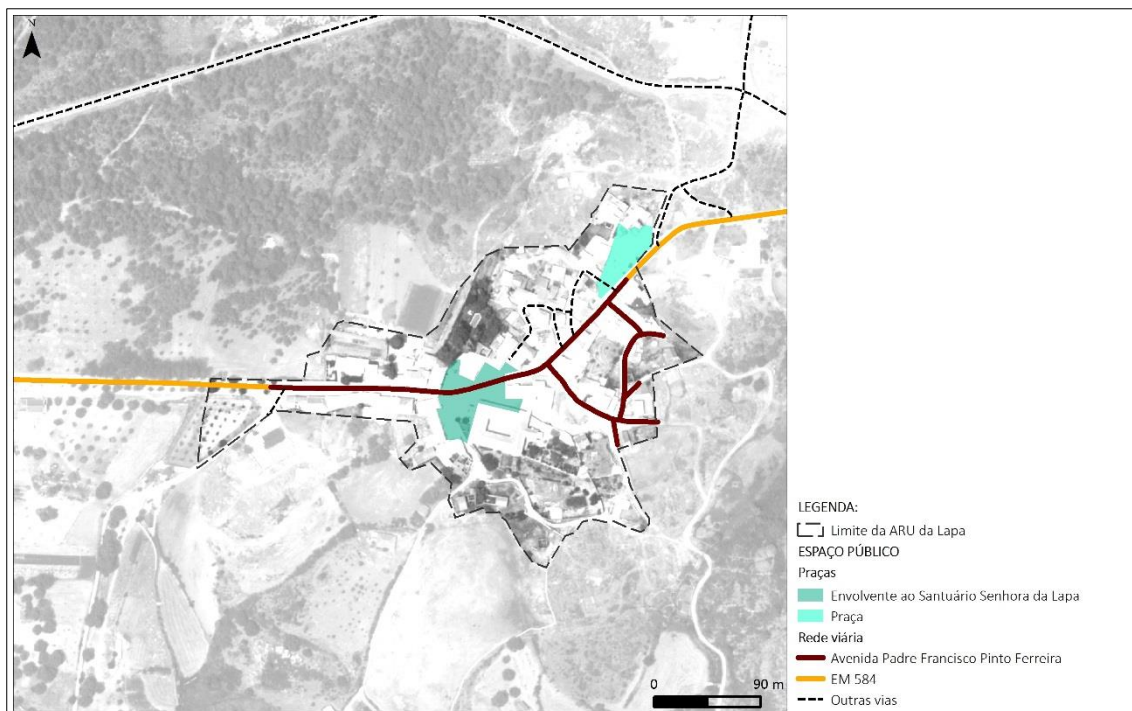 N
LEGENDA:
Limite da ARU da Lapa
ESPAÇO PÚBLICO
Praças
Envolvente ao Santuário Senhora da Lapa
Praça
Rede viária
Avenida Padre Francisco Pinto Ferreira
EM 584
Outras vias
0 90 m